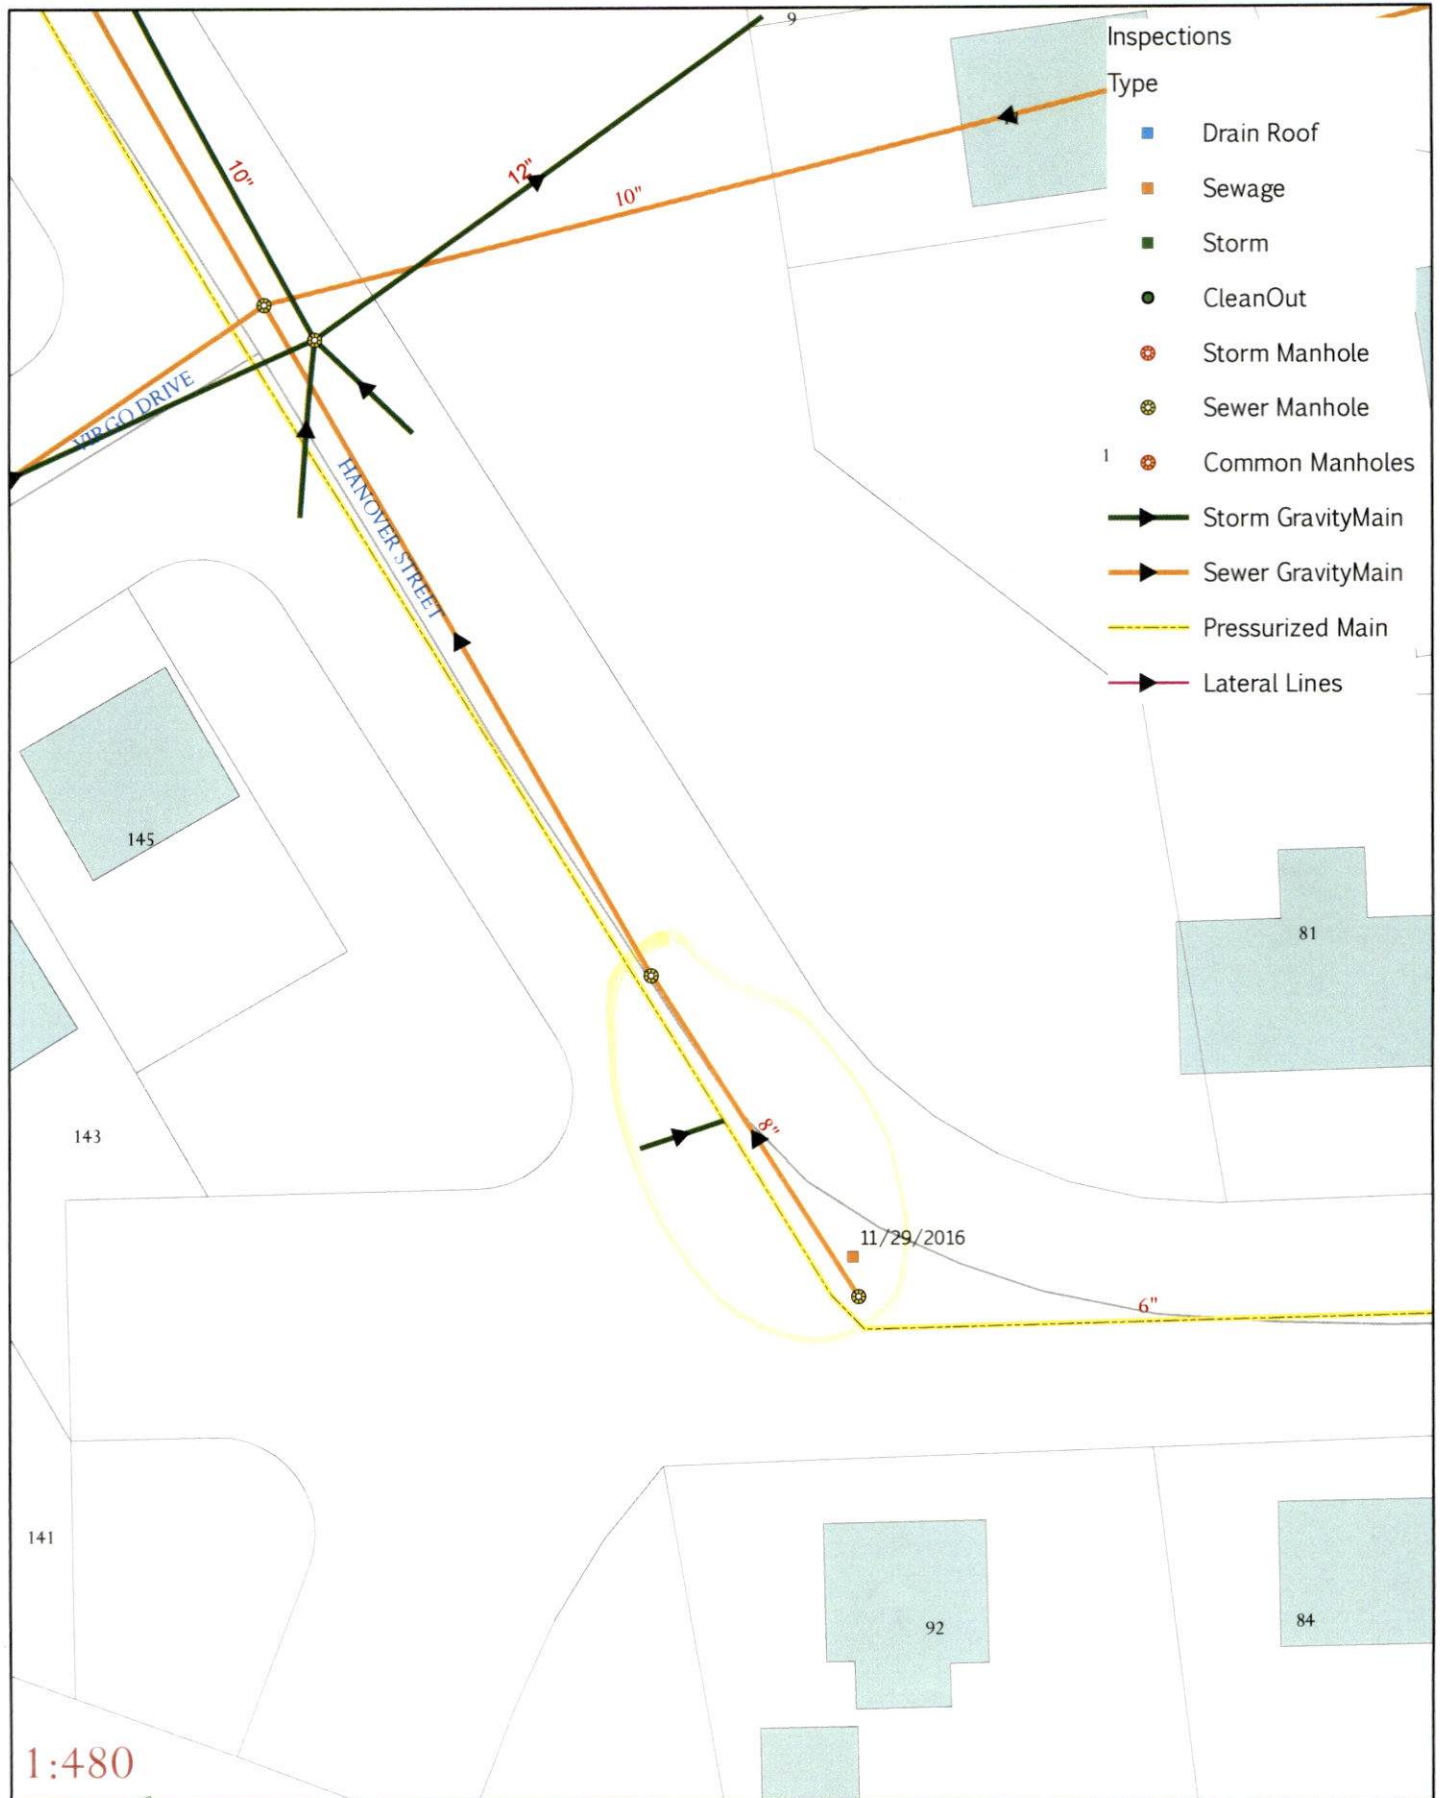 9
Inspections
Type
Drain Roof
Sewage
Storm
CleanOut
Storm Manhole
Sewer Manhole
1
Common Manholes
Storm GravityMain
Sewer GravityMain
Pressurized Main
Lateral Lines
10"
12"
10"
VIRGO DRIVE
HANOVER STREET
145
81
143
8"
11/29/2016
6"
141
92
84
1:480